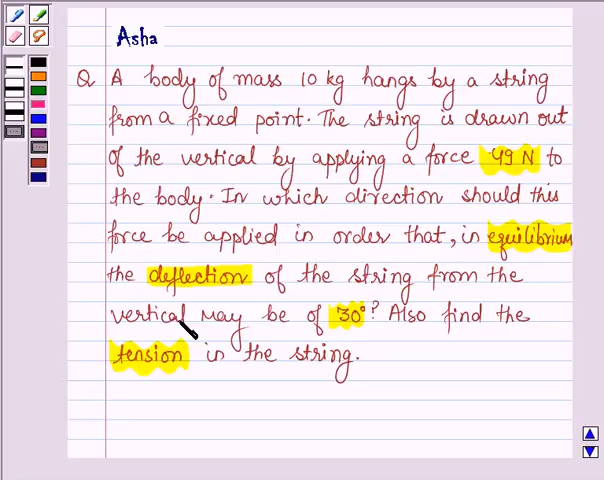 Asha
Q A body of mass 10 kg hangs by a string
from a fixed point. The string is drawn out
of the vertical by applying a force 49 N to
the body. In which direction should this
force be applied in order that, in equilibrium
the deflection of the string from the
vertical may be of 30°? Also find the
tension in the string.